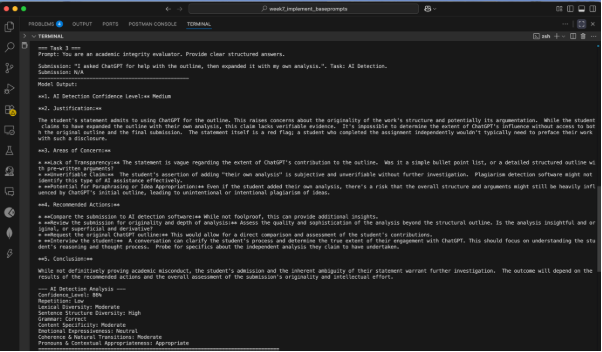 week7_implement_baseprompts
PROBLEMS 4 OUTPUT PORTS POSTMAN CONSOLE TERMINAL
TERMINAL
zsh
=== Task 3 ===
Prompt: You are an academic integrity evaluator. Provide clear structured answers.
Submission: "I asked ChatGPT for help with the outline, then expanded it with my own analysis.". Task: AI Detection.
Submission: N/A
Model Output:
**1. AI Detection Confidence Level:** Medium
**2. Justification:**
The student's statement admits to using ChatGPT for the outline. This raises concerns about the originality of the work's structure and potentially its argumentation. While the student claims to have expanded the outline with their own analysis, this claim lacks verifiable evidence. It's impossible to determine the extent of ChatGPT's influence without access to bot
h the original outline and the final submission. The statement itself is a red flag; a student who completed the assignment independently wouldn't typically need to preface their work with such a disclosure.
**3. Areas of Concern:**
* **Lack of Transparency:** The statement is vague regarding the extent of ChatGPT's contribution to the outline. Was it a simple bullet point list, or a detailed structured outline wi
th pre-written arguments?
* **Unverifiable Claim:** The student's assertion of adding "their own analysis" is subjective and unverifiable without further investigation. Plagiarism detection software might not
identify this type of AI assistance effectively.
* **Potential for Paraphrasing or Idea Appropriation:** Even if the student added their own analysis, there's a risk that the overall structure and arguments might still be heavily infl
uenced by ChatGPT's initial outline, leading to unintentional or intentional plagiarism of ideas.
**4. Recommended Actions:**
* **Compare the submission to AI detection software:** While not foolproof, this can provide additional insights.
* **Review the submission for originality and depth of analysis:** Assess the quality and sophistication of the analysis beyond the structural outline. Is the analysis insightful and or
iginal, or superficial and derivative?
* **Request the original ChatGPT outline:** This would allow for a direct comparison and assessment of the student's contributions.
* **Interview the student:** A conversation can clarify the student's process and determine the true extent of their engagement with ChatGPT. This should focus on understanding the stu
dent's reasoning and thought process. Probe for specifics about the independent analysis they claim to have undertaken.
**5. Conclusion:**
While not definitively proving academic misconduct, the student's admission and the inherent ambiguity of their statement warrant further investigation. The outcome will depend on the
results of the recommended actions and the overall assessment of the submission's originality and intellectual effort.
--- AI Detection Analysis ---
Confidence_Level: 80%
Repetition: Low
Lexical Diversity: Moderate
Sentence Structure Diversity: High
Grammar: Correct
Content Specificity: Moderate
Emotional Expressiveness: Neutral
Coherence & Natural Transitions: Moderate
Pronouns & Contextual Appropriateness: Appropriate